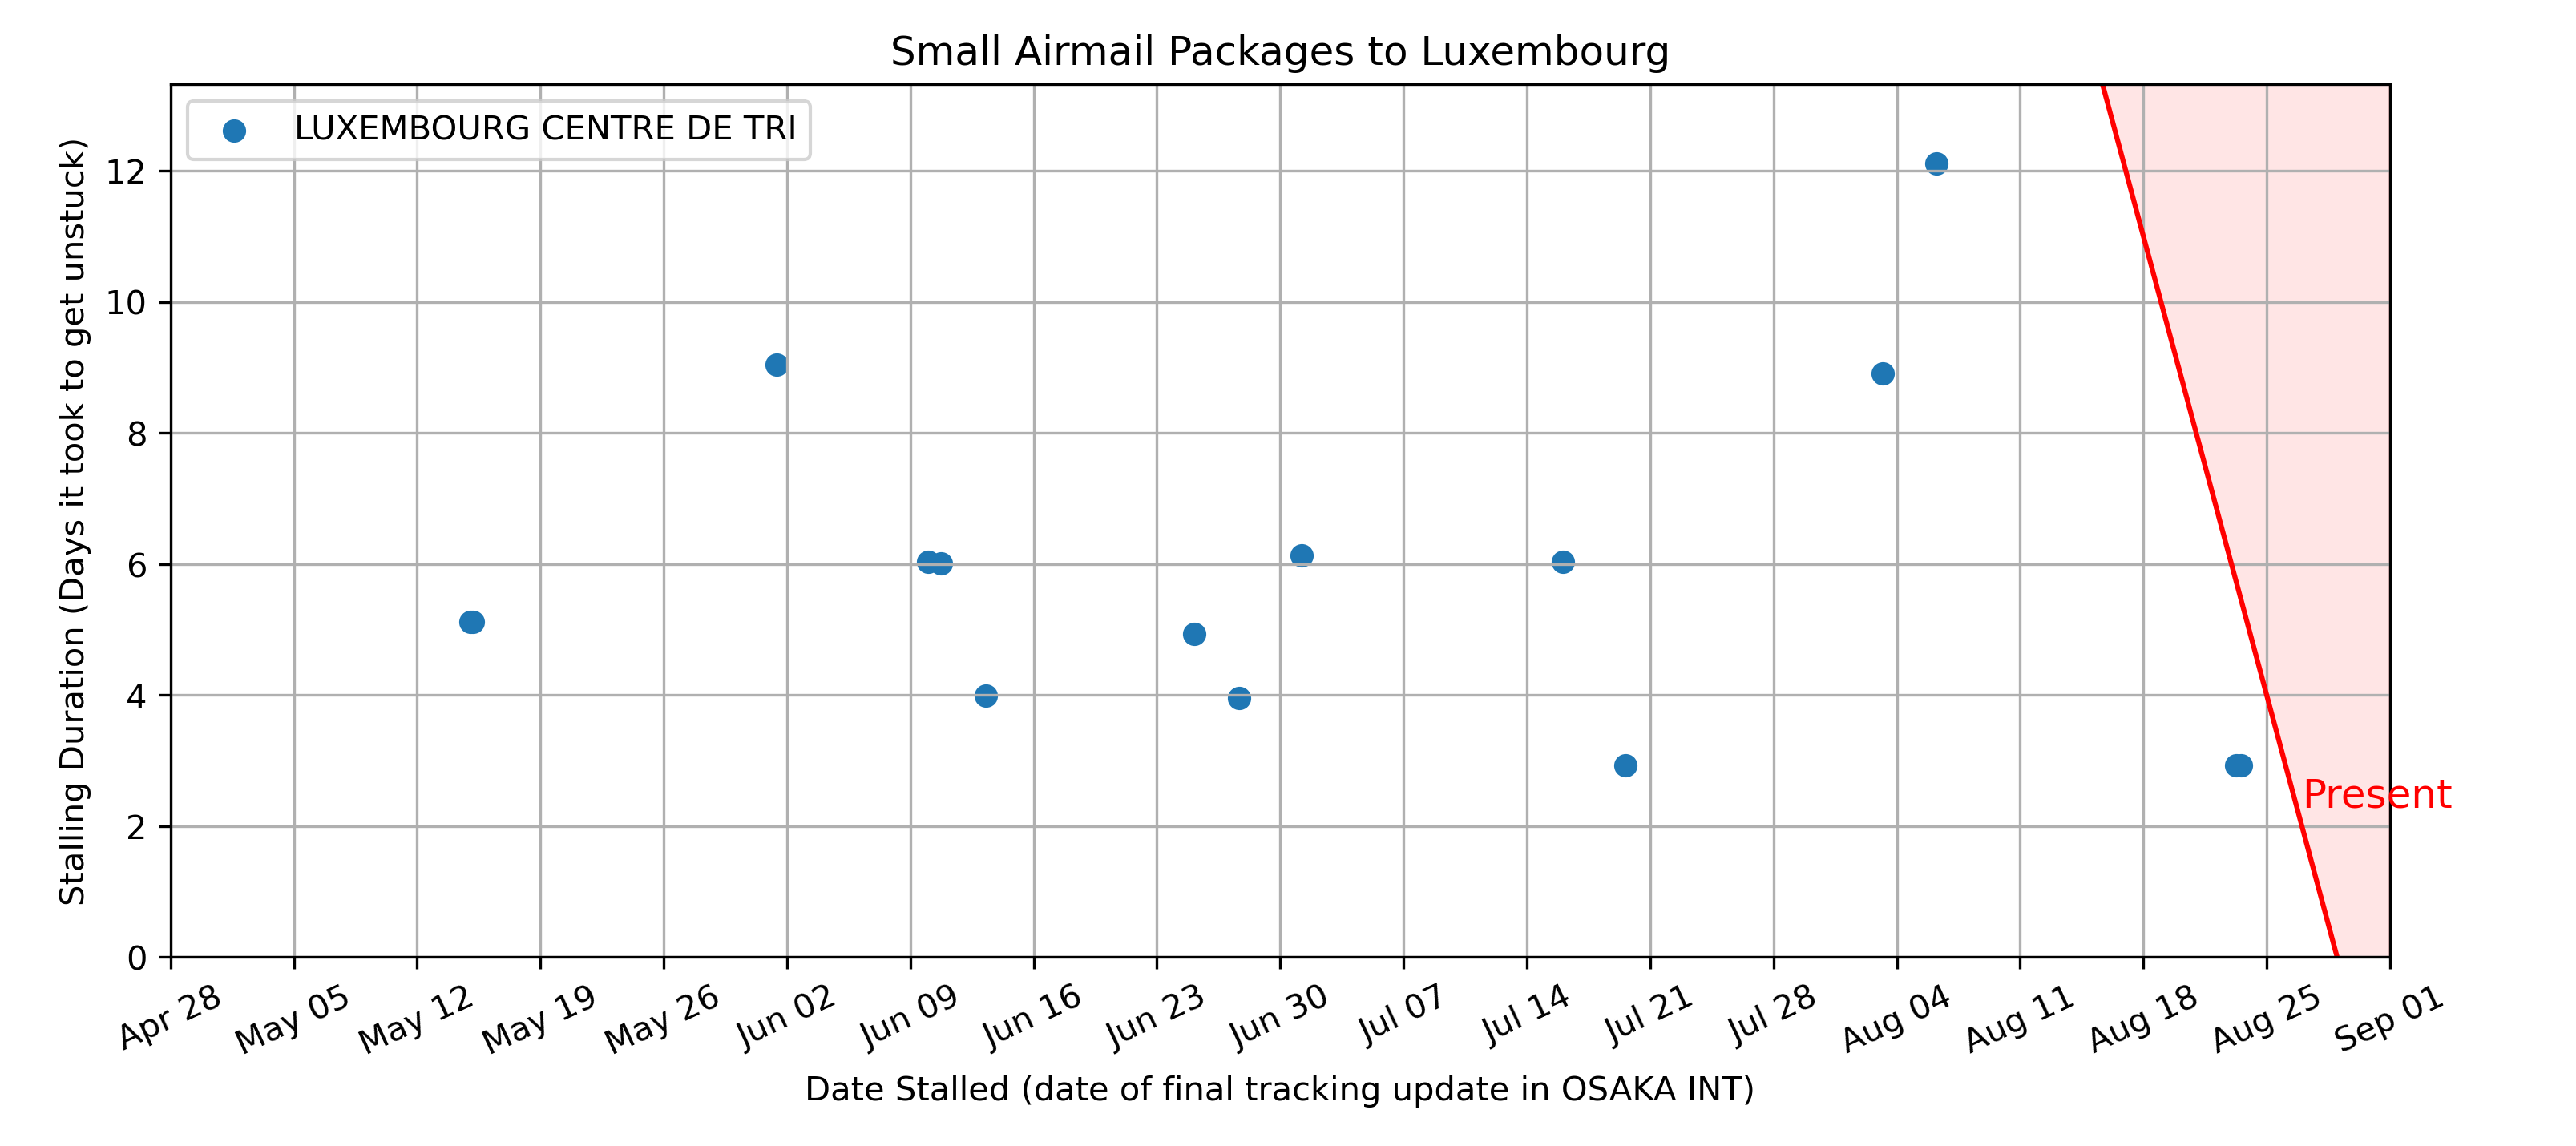 Small Airmail Packages to Luxembourg
LUXEMBOURG CENTRE DE TRI
Stalling Duration (Days it took to get unstuck)
12
10
8
6
4
2
0
Present
Apr 28
May 05
May 12
May 19
May 26
Jun 02
Jun 09
Jun 16
Jun 23
Jun 30
Jul 07
Jul 14
Jul 21
Jul 28
Aug 04
Aug 11
Aug 18
Aug 25
Sep 01
Date Stalled (date of final tracking update in OSAKA INT)